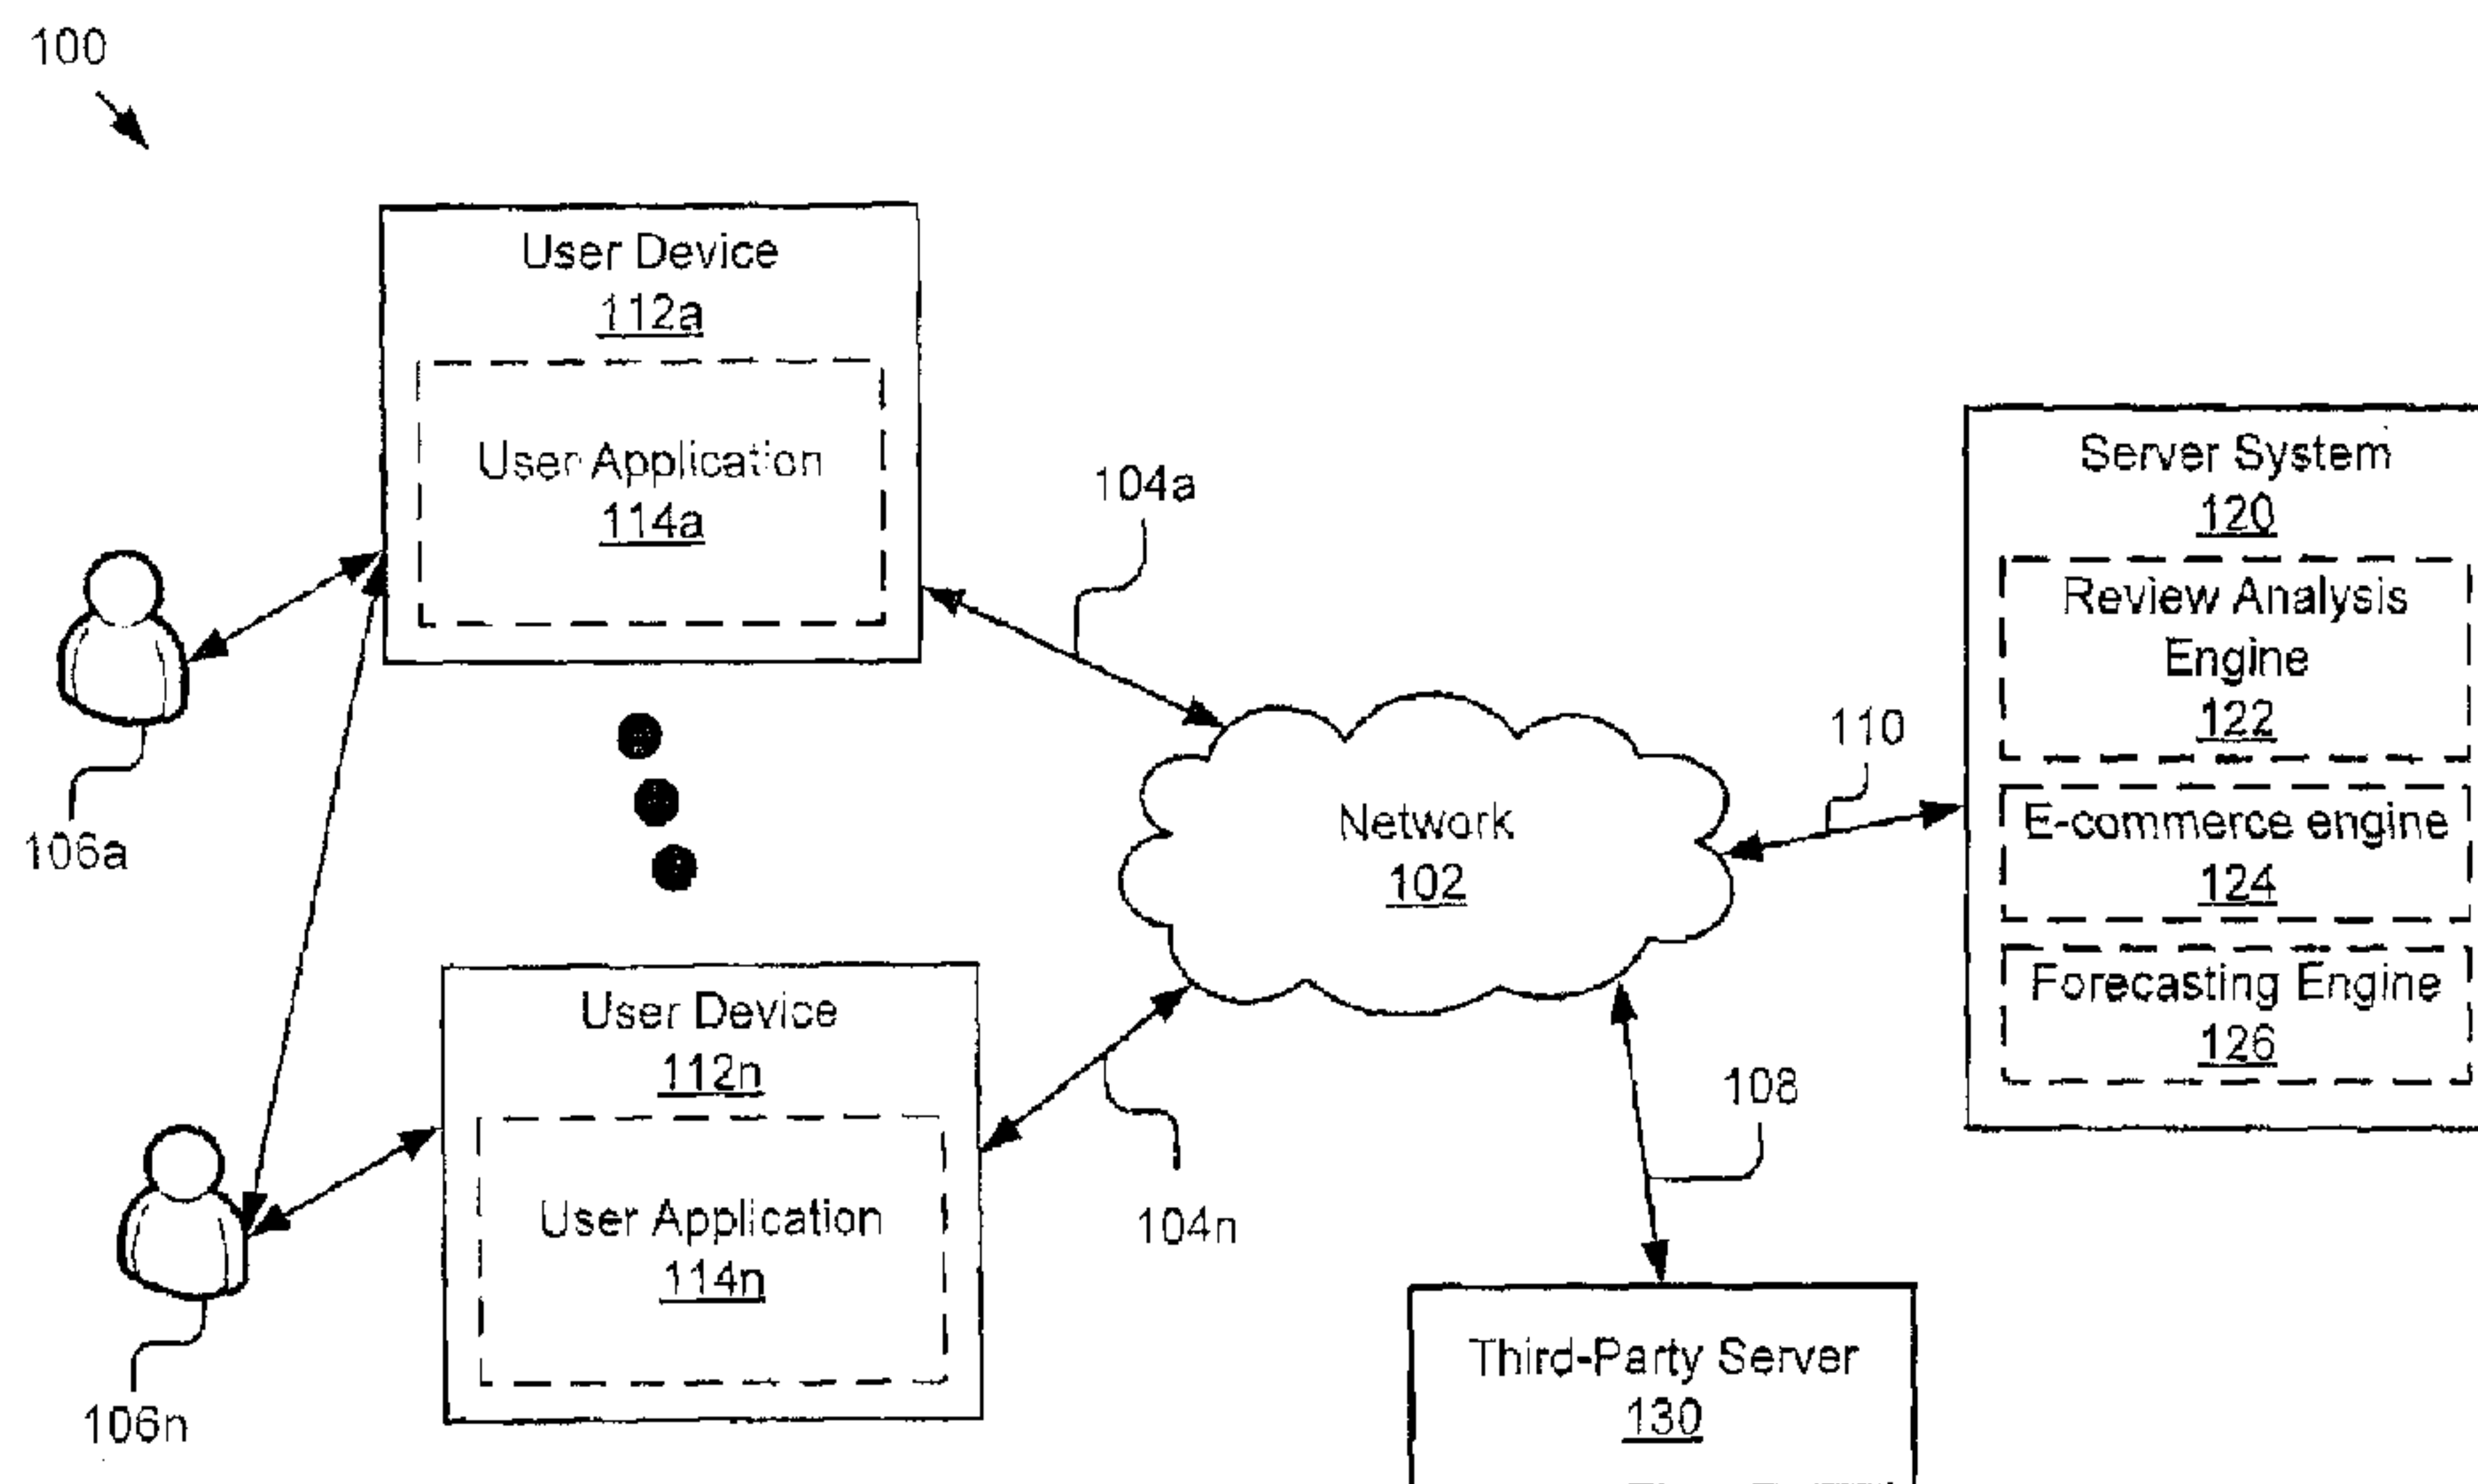 100
User Device
112a
User Application
114a
106a
104a
Network
102
110
Server System
120
Review Analysis
Engine
122
E-commerce engine
124
Forecasting Engine
126
User Device
112n
User Application
114n
106n
104n
108
Third-Party Server
130